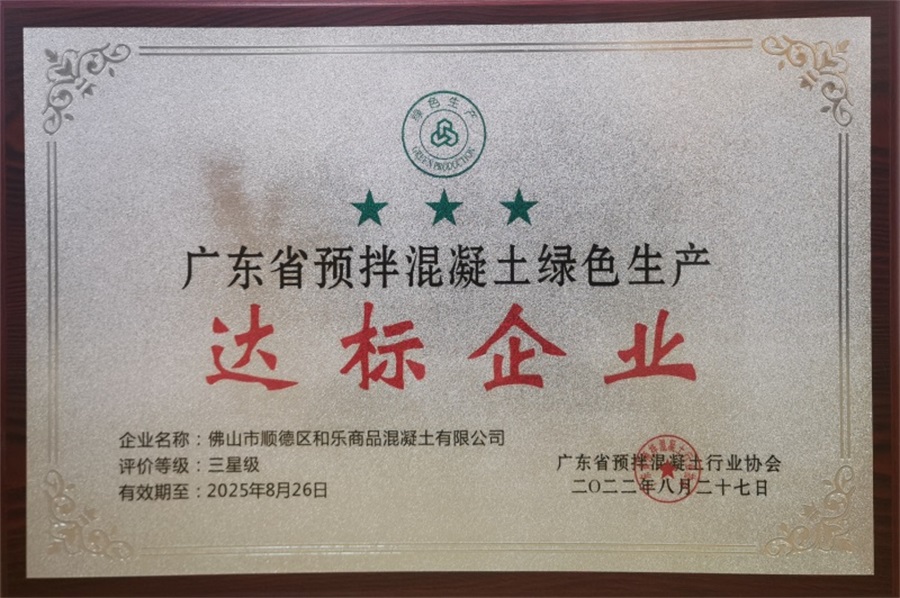 绿色生产
GREEN PRODUCTION
广东省预拌混凝土绿色生产
达标企业
企业名称：佛山市顺德区和乐商品混凝土有限公司
评价等级：三星级
有效期至：2025年8月26日
广东省预拌混凝土行业协会
二〇二二年八月二十七日